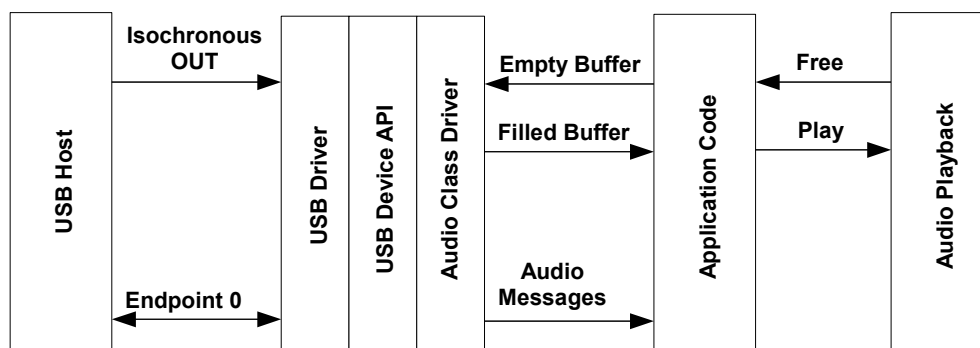 USB Host
Isochronous
OUT
Endpoint 0
USB Driver
USB Device API
Audio Class Driver
Empty Buffer
Filled Buffer
Audio
Messages
Application Code
Free
Play
Audio Playback